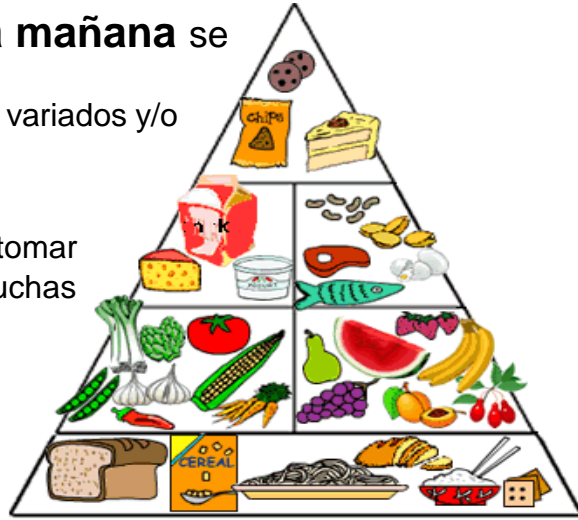 mañana se
variados y/o
tomar
uchas
chips
YOGURT
CEREAL